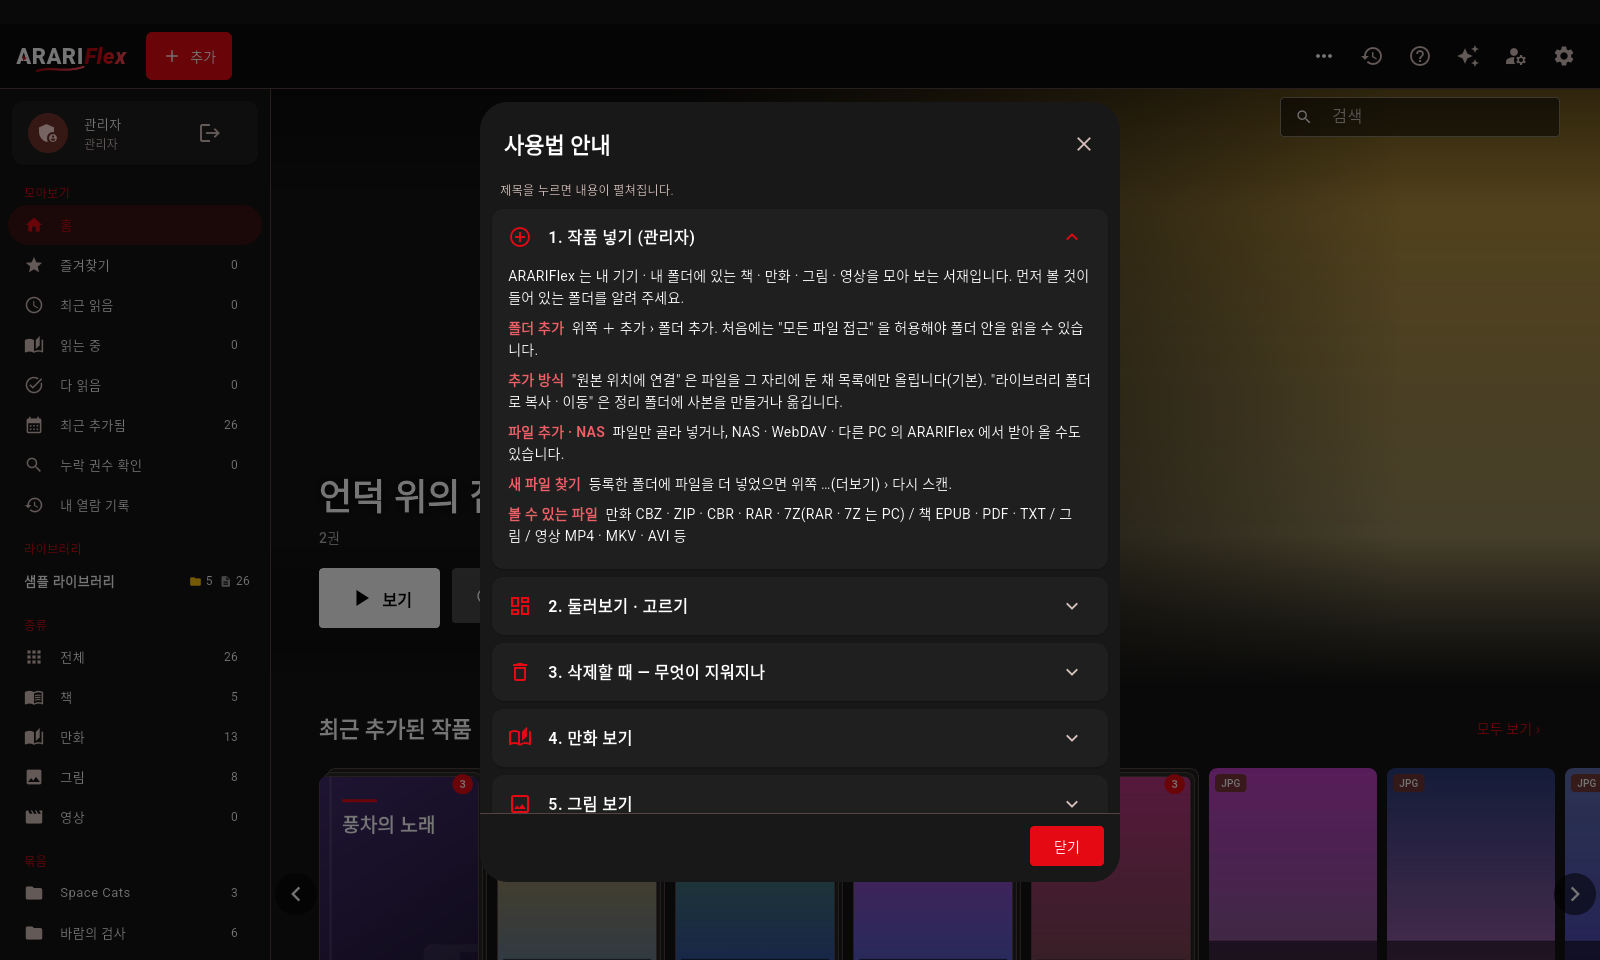 ARARIFlex
추가
관리자
관리자
모아보기
홈
즐겨찾기 0
최근 읽음 0
읽는 중 0
다 읽음 0
최근 추가됨 26
누락 권수 확인 0
내 열람 기록
라이브러리
샘플 라이브러리 5 26
종류
전체 26
책 5
만화 13
그림 8
영상 0
묶음
Space Cats 3
바람의 검사 6
검색
언덕 위의
2권
보기
최근 추가된 작품
모두 보기 ›
3
풍차의 노래
3
JPG
JPG
JPG
사용법 안내
제목을 누르면 내용이 펼쳐집니다.
1. 작품 넣기 (관리자)
ARARIFlex 는 내 기기 · 내 폴더에 있는 책 · 만화 · 그림 · 영상을 모아 보는 서재입니다. 먼저 볼 것이
들어 있는 폴더를 알려 주세요.
폴더 추가 위쪽 ＋ 추가 › 폴더 추가. 처음에는 "모든 파일 접근" 을 허용해야 폴더 안을 읽을 수 있습
니다.
추가 방식 "원본 위치에 연결" 은 파일을 그 자리에 둔 채 목록에만 올립니다(기본). "라이브러리 폴더
로 복사 · 이동" 은 정리 폴더에 사본을 만들거나 옮깁니다.
파일 추가 · NAS 파일만 골라 넣거나, NAS · WebDAV · 다른 PC 의 ARARIFlex 에서 받아 올 수도
있습니다.
새 파일 찾기 등록한 폴더에 파일을 더 넣었으면 위쪽 …(더보기) › 다시 스캔.
볼 수 있는 파일 만화 CBZ · ZIP · CBR · RAR · 7Z(RAR · 7Z 는 PC) / 책 EPUB · PDF · TXT / 그
림 / 영상 MP4 · MKV · AVI 등
2. 둘러보기 · 고르기
3. 삭제할 때 — 무엇이 지워지나
4. 만화 보기
5. 그림 보기
닫기